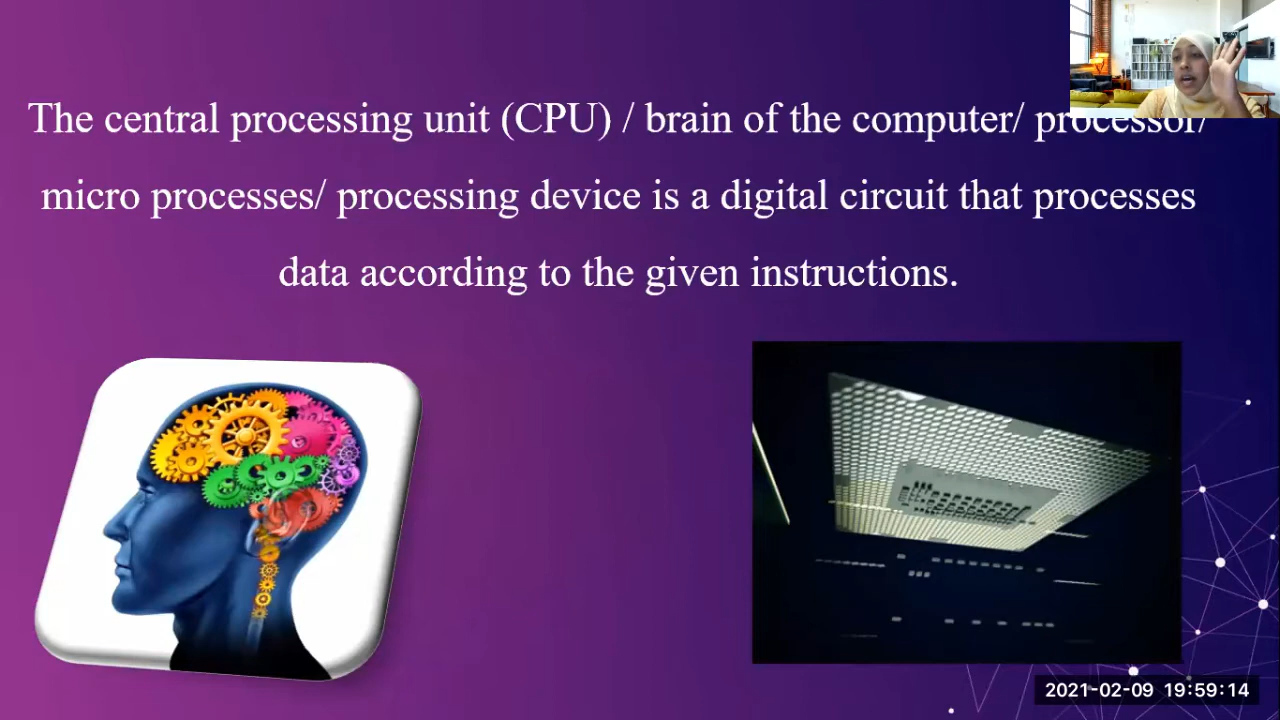 The central processing unit (CPU) / brain of the computer/ processor/
micro processes/ processing device is a digital circuit that processes
data according to the given instructions.
2021-02-09 19:59:14